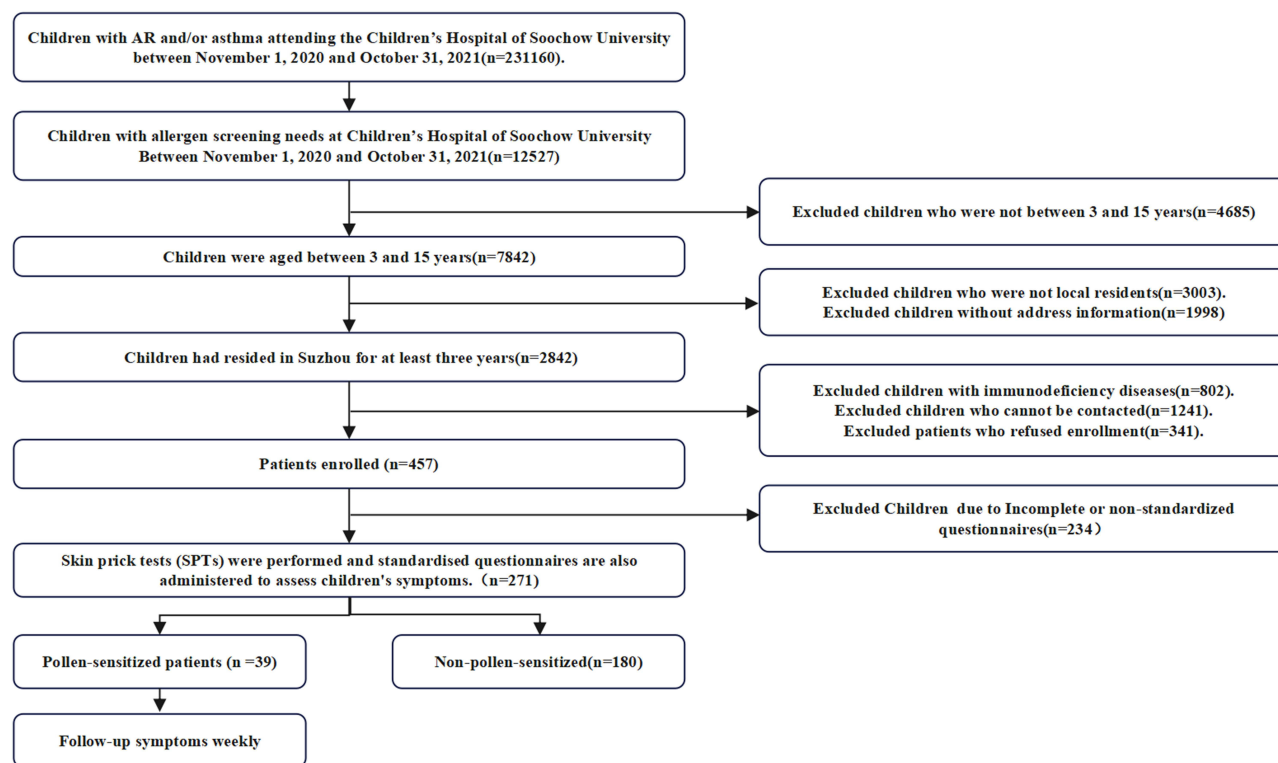 Children with AR and/or asthma attending the Children's Hospital of Soochow University
between November 1, 2020 and October 31, 2021(n=231160).
Children with allergen screening needs at Children's Hospital of Soochow University
Between November 1, 2020 and October 31, 2021(n=12527)
Excluded children who were not between 3 and 15 years(n=4685)
Children were aged between 3 and 15 years(n=7842)
Excluded children who were not local residents(n=3003).
Excluded children without address information(n=1998)
Children had resided in Suzhou for at least three years(n=2842)
Excluded children with immunodeficiency diseases(n=802).
Excluded children who cannot be contacted(n=1241).
Excluded patients who refused enrollment(n=341).
Patients enrolled (n=457)
Excluded Children due to Incomplete or non-standardized
questionnaires(n=234）
Skin prick tests (SPTs) were performed and standardised questionnaires are also
administered to assess children's symptoms.（n=271)
Pollen-sensitized patients (n =39)
Non-pollen-sensitized(n=180)
Follow-up symptoms weekly